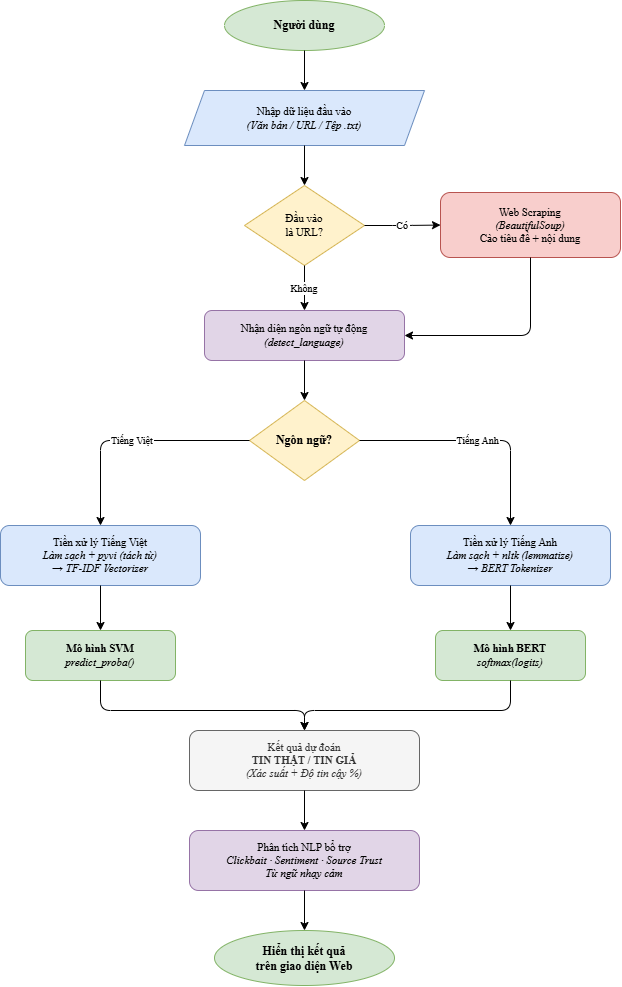 Người dùng
Nhập dữ liệu đầu vào
(Văn bản / URL / Tệp .txt)
Đầu vào
là URL?
Có
Web Scraping
(BeautifulSoup)
Cào tiêu đề + nội dung
Không
Nhận diện ngôn ngữ tự động
(detect_language)
Ngôn ngữ?
Tiếng Việt
Tiếng Anh
Tiền xử lý Tiếng Việt
Làm sạch + pyvi (tách từ)
→ TF-IDF Vectorizer
Tiền xử lý Tiếng Anh
Làm sạch + nltk (lemmatize)
→ BERT Tokenizer
Mô hình SVM
predict_proba()
Mô hình BERT
softmax(logits)
Kết quả dự đoán
TIN THẬT / TIN GIẢ
(Xác suất + Độ tin cậy %)
Phân tích NLP bổ trợ
Clickbait · Sentiment · Source Trust
Từ ngữ nhạy cảm
Hiển thị kết quả
trên giao diện Web